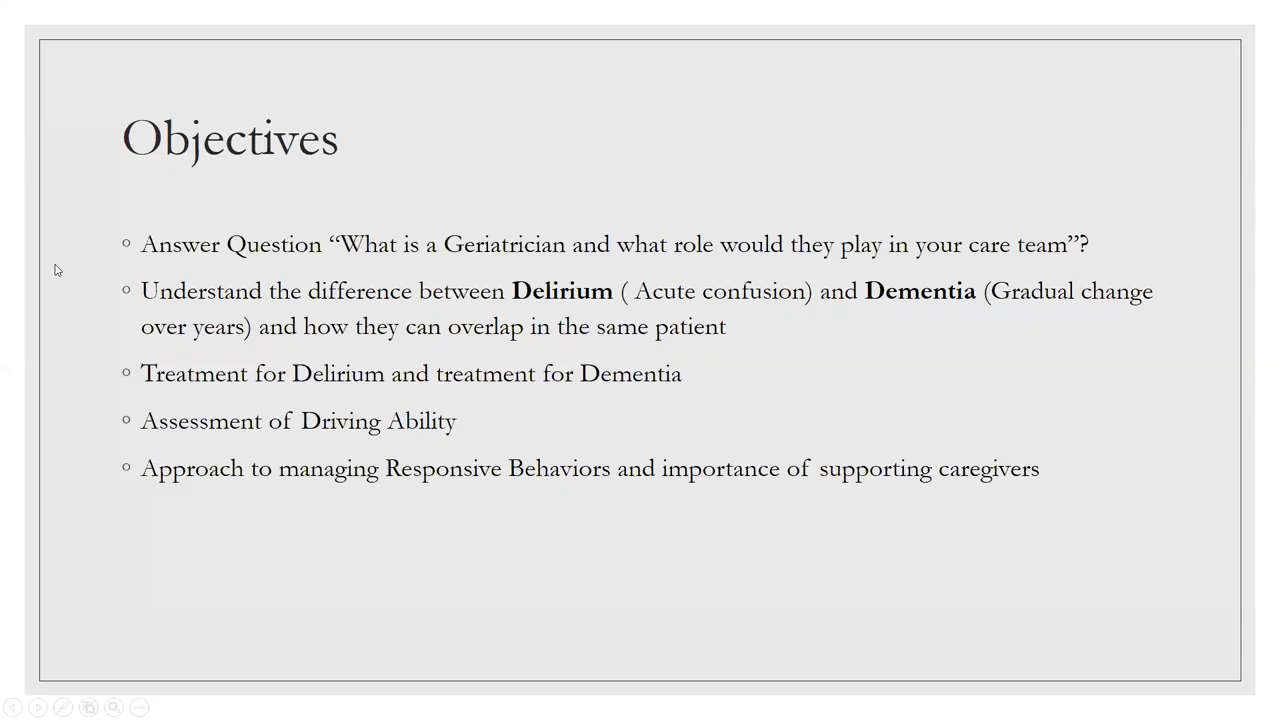 Objectives
◦ Answer Question “What is a Geriatrician and what role would they play in your care team”?
◦ Understand the difference between Delirium ( Acute confusion) and Dementia (Gradual change
over years) and how they can overlap in the same patient
◦ Treatment for Delirium and treatment for Dementia
◦ Assessment of Driving Ability
◦ Approach to managing Responsive Behaviors and importance of supporting caregivers